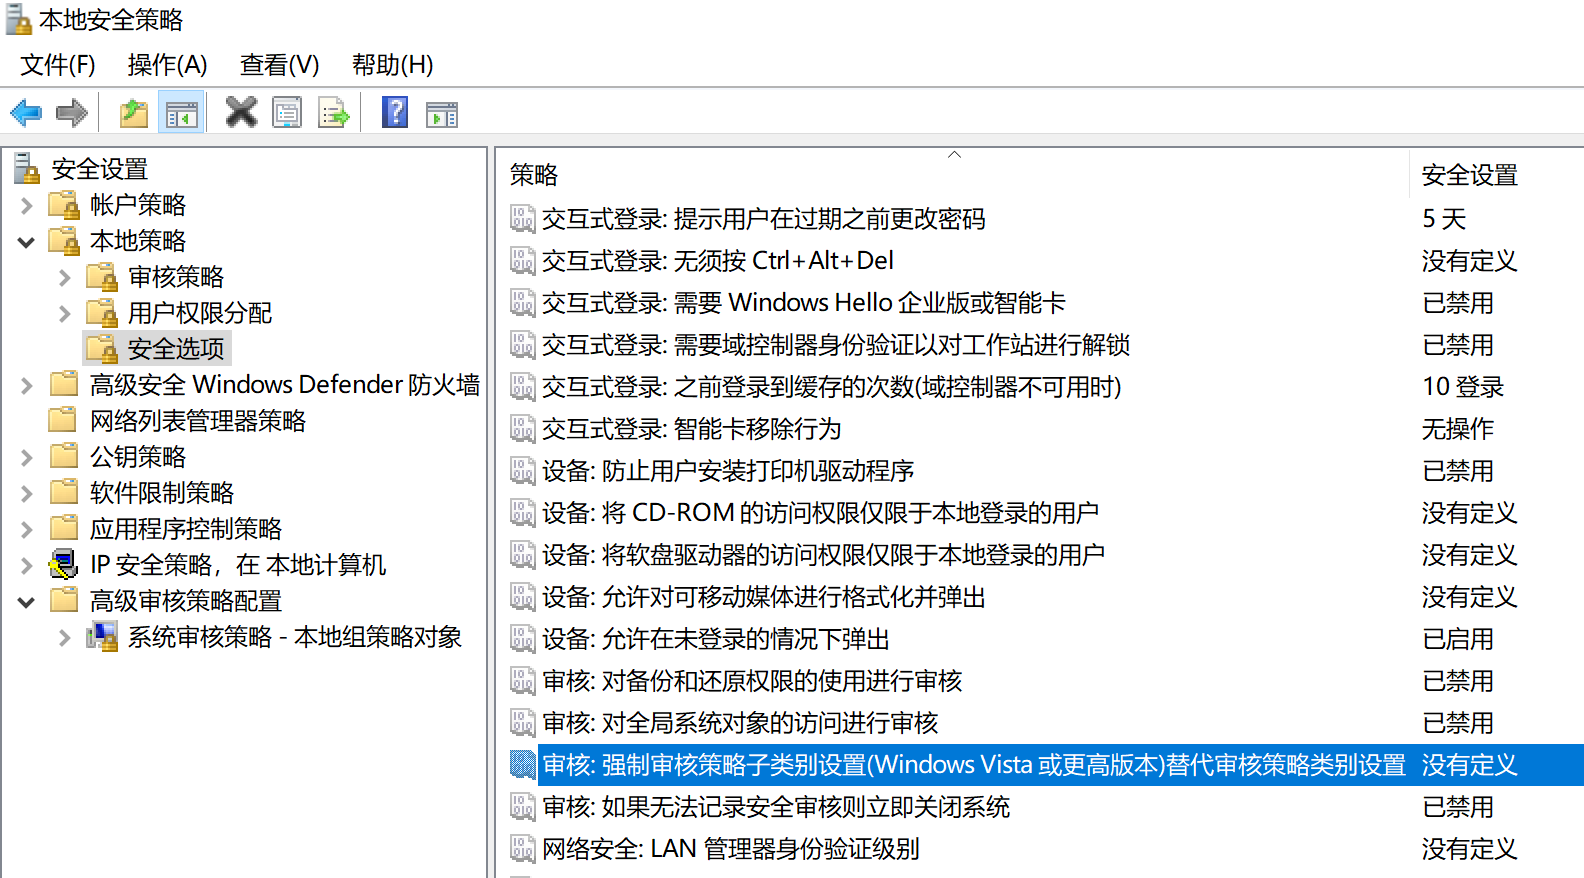 本地安全策略
文件(F) 操作(A) 查看(V) 帮助(H)
安全设置
帐户策略
本地策略
审核策略
用户权限分配
安全选项
高级安全 Windows Defender 防火墙
网络列表管理器策略
公钥策略
软件限制策略
应用程序控制策略
IP 安全策略，在 本地计算机
高级审核策略配置
系统审核策略 - 本地组策略对象
策略 安全设置
交互式登录: 提示用户在过期之前更改密码 5 天
交互式登录: 无须按 Ctrl+Alt+Del 没有定义
交互式登录: 需要 Windows Hello 企业版或智能卡 已禁用
交互式登录: 需要域控制器身份验证以对工作站进行解锁 已禁用
交互式登录: 之前登录到缓存的次数(域控制器不可用时) 10 登录
交互式登录: 智能卡移除行为 无操作
设备: 防止用户安装打印机驱动程序 已禁用
设备: 将 CD-ROM 的访问权限仅限于本地登录的用户 没有定义
设备: 将软盘驱动器的访问权限仅限于本地登录的用户 没有定义
设备: 允许对可移动媒体进行格式化并弹出 没有定义
设备: 允许在未登录的情况下弹出 已启用
审核: 对备份和还原权限的使用进行审核 已禁用
审核: 对全局系统对象的访问进行审核 已禁用
审核: 强制审核策略子类别设置(Windows Vista 或更高版本)替代审核策略类别设置 没有定义
审核: 如果无法记录安全审核则立即关闭系统 已禁用
网络安全: LAN 管理器身份验证级别 没有定义